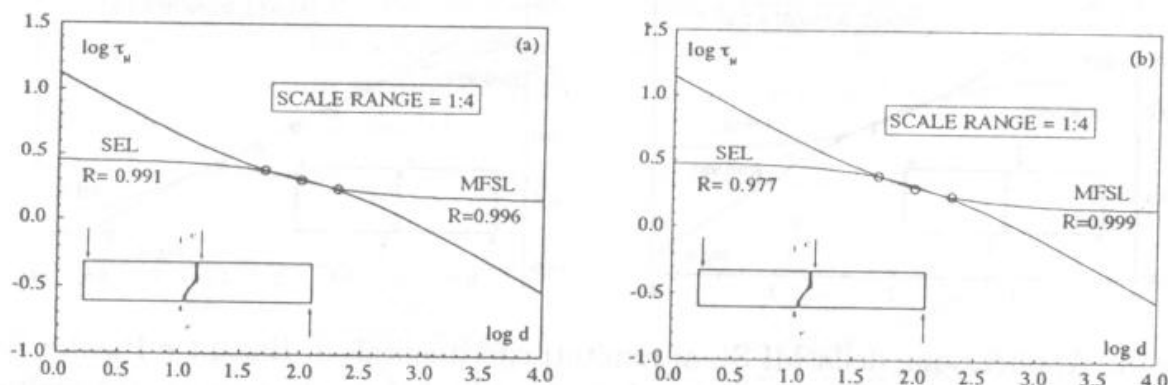 1.5
log τN
(a)
1.0
SCALE RANGE = 1:4
0.5
SEL
R= 0.991
MFSL
R=0.996
0.0
-0.5
log d
-1.0
0.0 0.5 1.0 1.5 2.0 2.5 3.0 3.5 4.0
1.5
log τN
(b)
1.0
SCALE RANGE = 1:4
0.5
SEL
R= 0.977
MFSL
R=0.999
0.0
-0.5
log d
-1.0
0.0 0.5 1.0 1.5 2.0 2.5 3.0 3.5 4.0